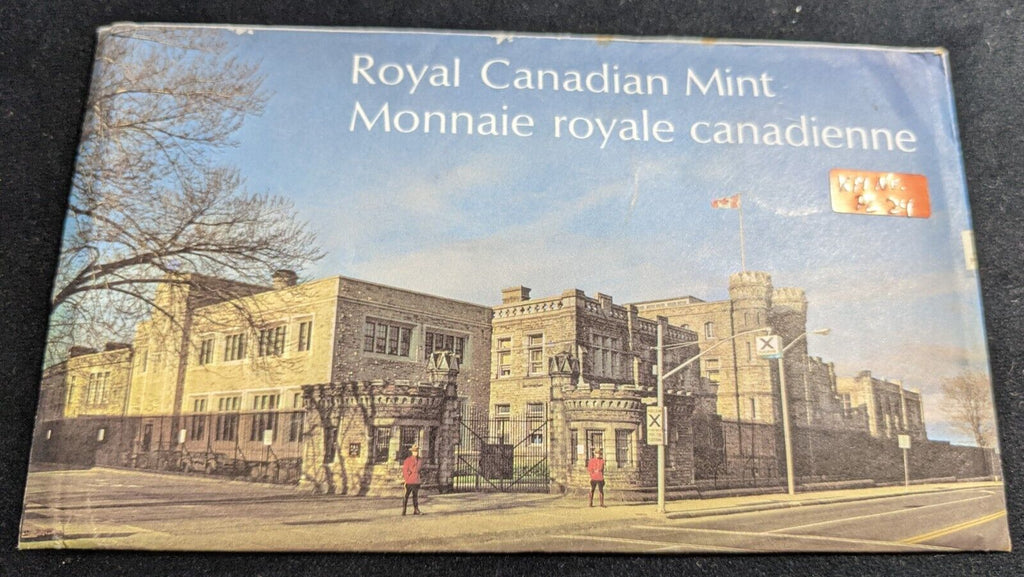 Royal Canadian Mint
Monnaie royale canadienne
X
X